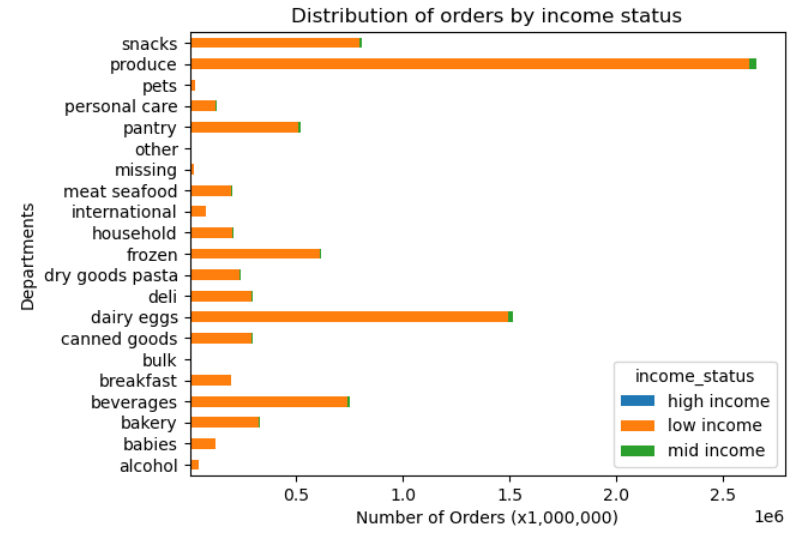 Distribution of orders by income status
snacks
produce
pets
personal care
pantry
other
missing
meat seafood
international
household
frozen
dry goods pasta
deli
dairy eggs
canned goods
bulk
breakfast
beverages
bakery
babies
alcohol
Departments
income_status
high income
low income
mid income
0.5 1.0 1.5 2.0 2.5
1e6
Number of Orders (x1,000,000)